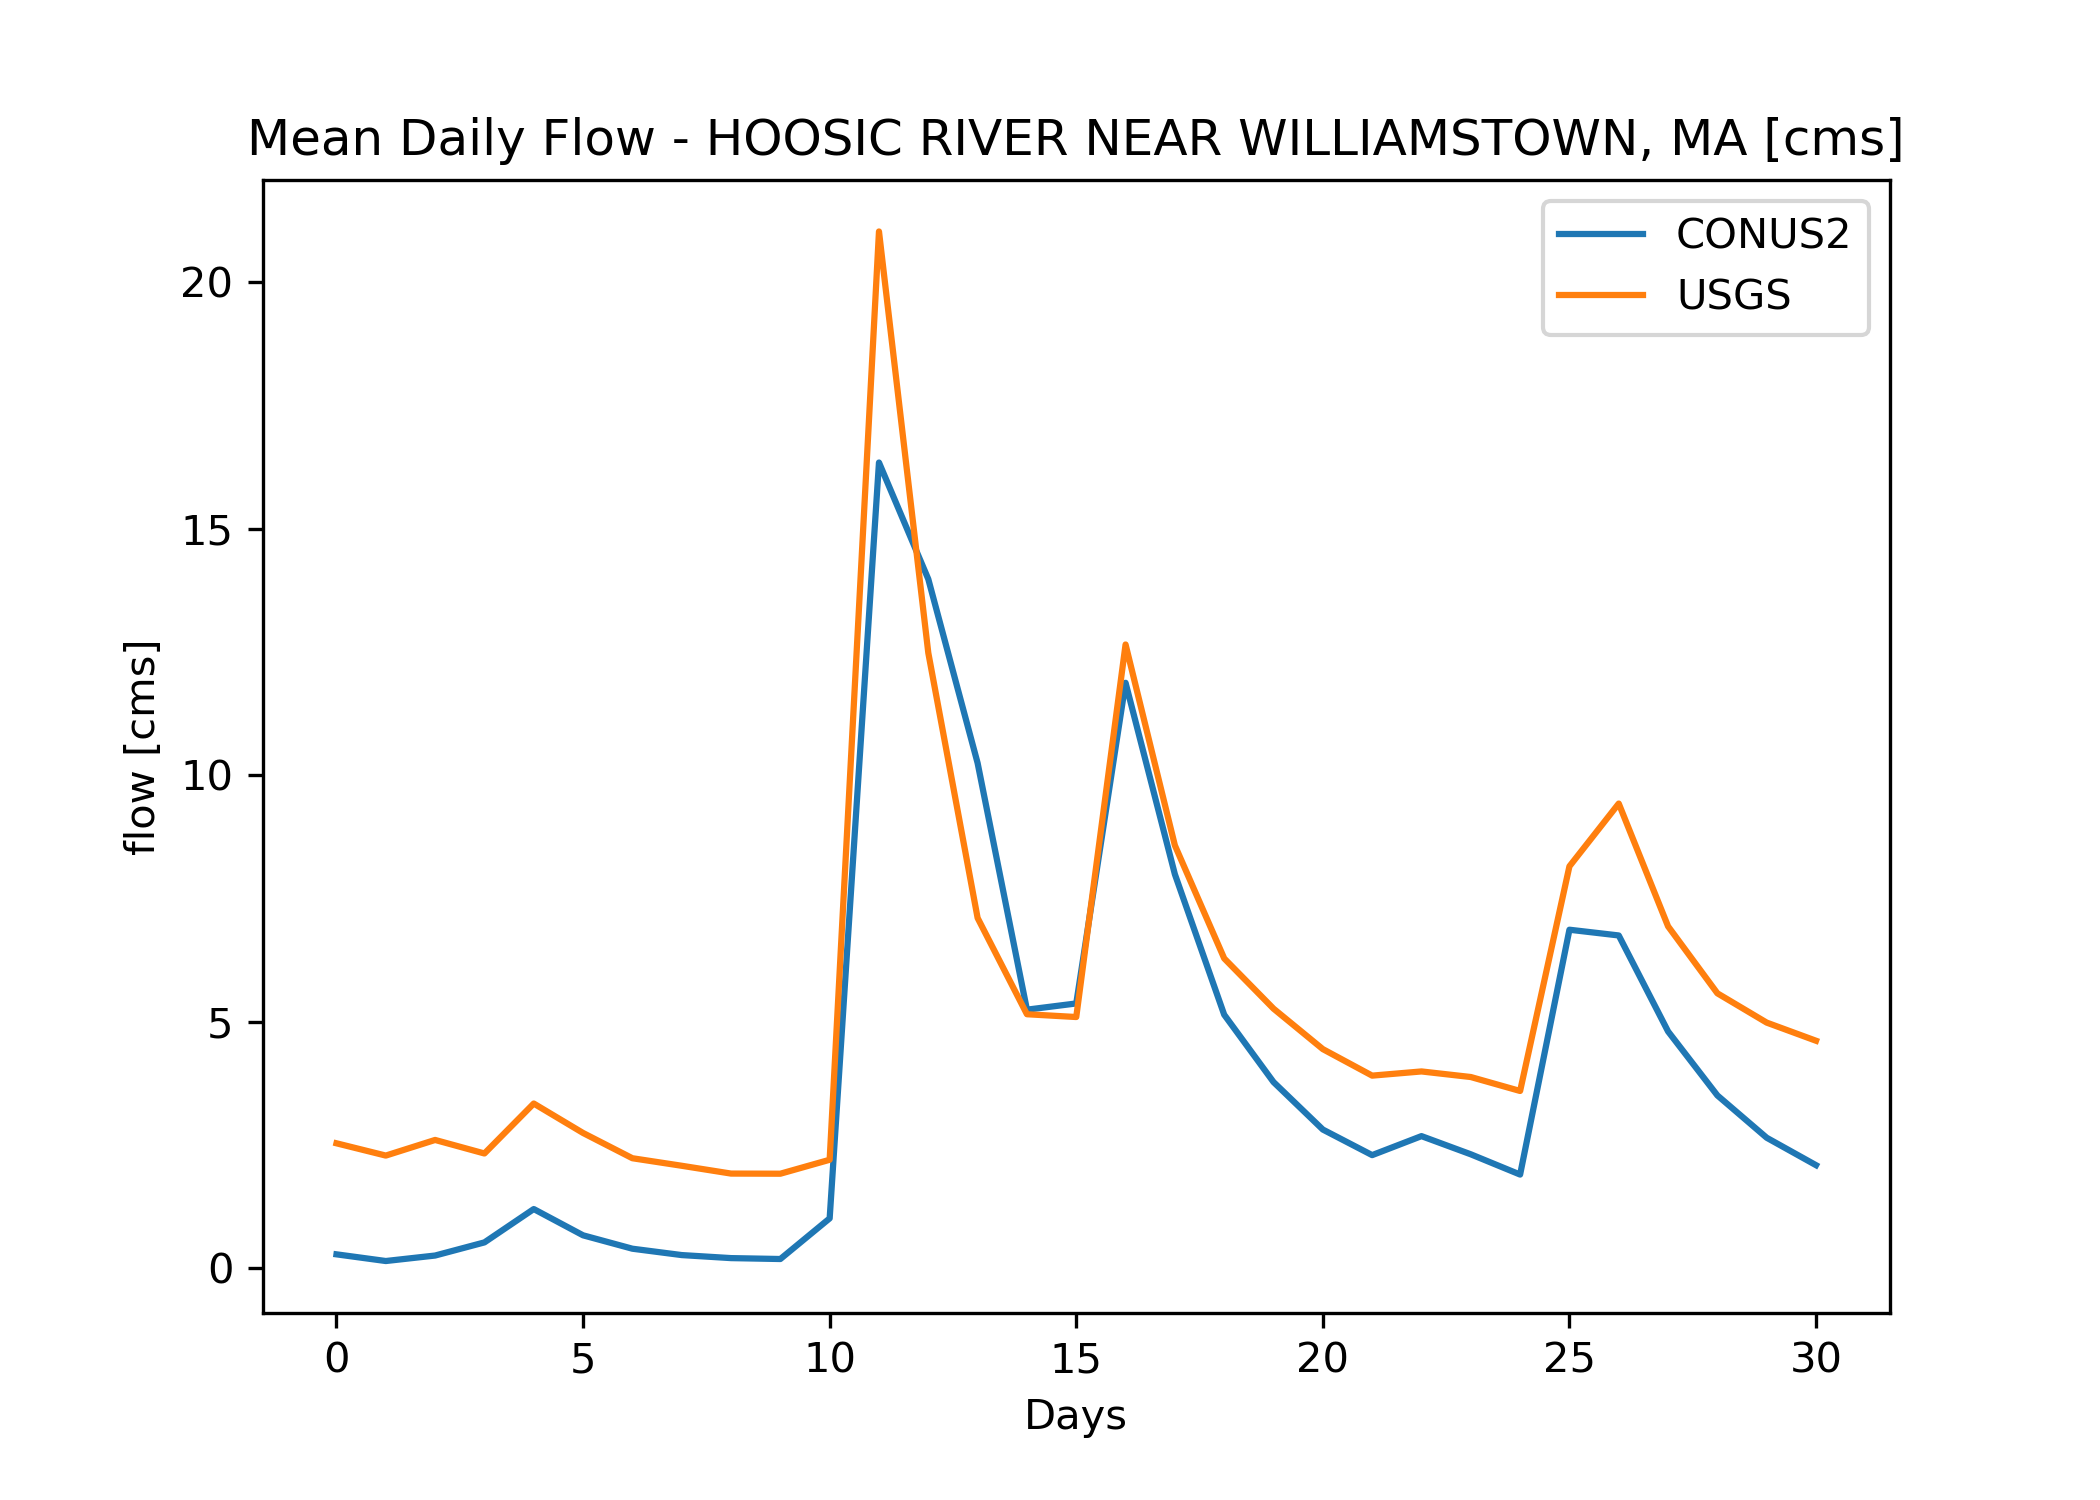 Mean Daily Flow - HOOSIC RIVER NEAR WILLIAMSTOWN, MA [cms]
CONUS2
USGS
20
15
10
5
0
flow [cms]
0 5 10 15 20 25 30
Days